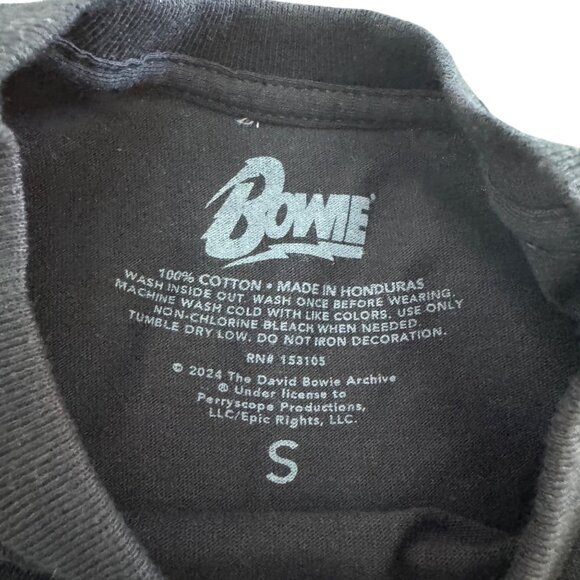 BOWIE®
100% COTTON • MADE IN HONDURAS
WASH INSIDE OUT. WASH ONCE BEFORE WEARING.
MACHINE WASH COLD WITH LIKE COLORS. USE ONLY
NON-CHLORINE BLEACH WHEN NEEDED.
TUMBLE DRY LOW. DO NOT IRON DECORATION.
RN# 153105
© 2024 The David Bowie Archive
® Under license to
Perryscope Productions,
LLC/Epic Rights, LLC.
S